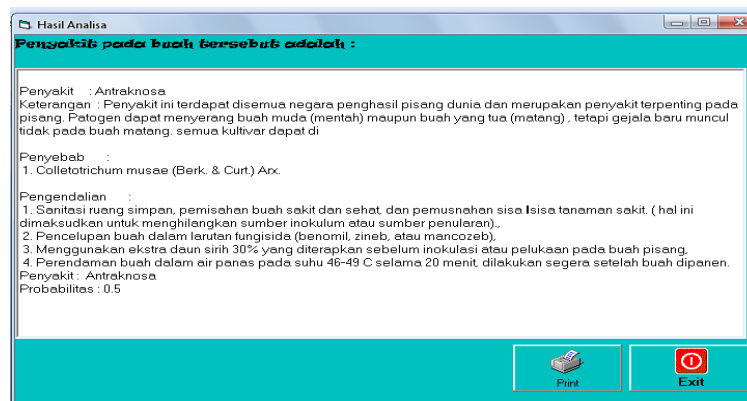 Hasil Analisa
Penyakit pada buah tersebut adalah :
Penyakit : Antraknosa
Keterangan : Penyakit ini terdapat disemua negara penghasil pisang dunia dan merupakan penyakit terpenting pada
pisang. Patogen dapat menyerang buah muda (mentah) maupun buah yang tua (matang) , tetapi gejala baru muncul
tidak pada buah matang. semua kultivar dapat di
Penyebab :
1. Colletotrichum musae (Berk. & Curt.) Arx.
Pengendalian :
1. Sanitasi ruang simpan, pemisahan buah sakit dan sehat, dan pemusnahan sisa Isisa tanaman sakit. ( hal ini
dimaksudkan untuk menghilangkan sumber inokulum atau sumber penularan).,
2. Pencelupan buah dalam larutan fungisida (benomil, zineb, atau mancozeb),
3. Menggunakan ekstra daun sirih 30% yang diterapkan sebelum inokulasi atau pelukaan pada buah pisang,
4. Perendaman buah dalam air panas pada suhu 46-49 C selama 20 menit, dilakukan segera setelah buah dipanen.
Penyakit : Antraknosa
Probabilitas : 0.5
Print
Exit